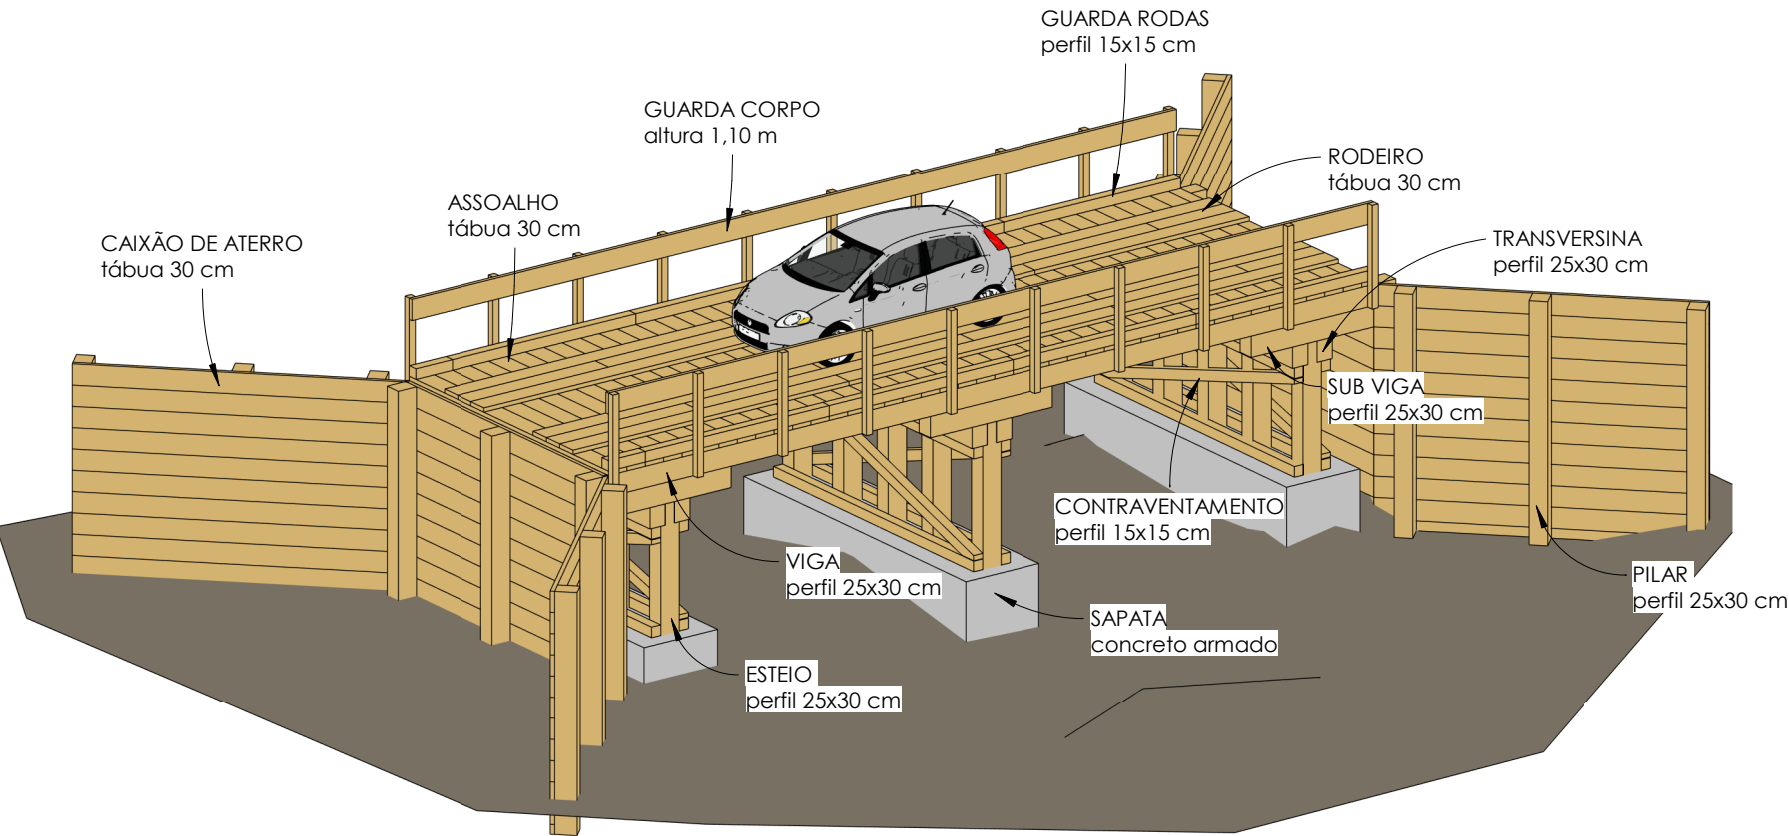 GUARDA RODAS
perfil 15x15 cm
GUARDA CORPO
altura 1,10 m
RODEIRO
tábua 30 cm
ASSOALHO
tábua 30 cm
CAIXÃO DE ATERRO
tábua 30 cm
TRANSVERSINA
perfil 25x30 cm
SUB VIGA
perfil 25x30 cm
CONTRAVENTAMENTO
perfil 15x15 cm
VIGA
perfil 25x30 cm
PILAR
perfil 25x30 cm
SAPATA
concreto armado
ESTEIO
perfil 25x30 cm